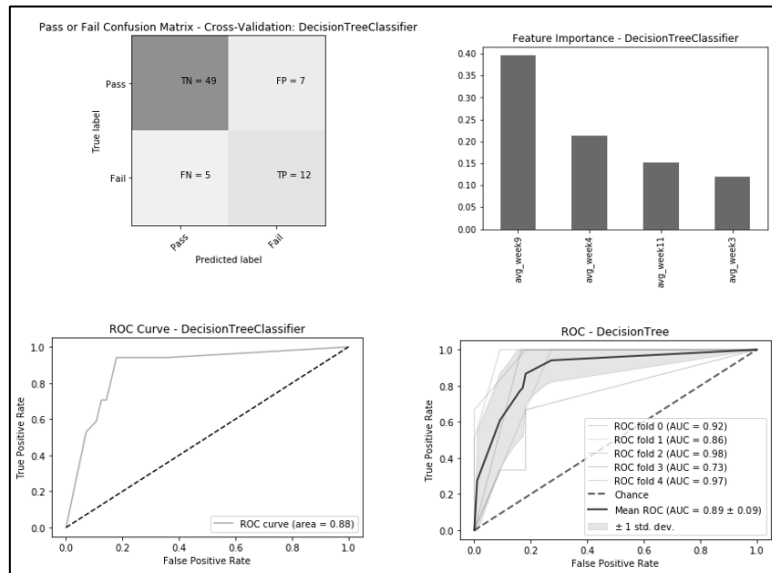 Pass or Fail Confusion Matrix - Cross-Validation: DecisionTreeClassifier
True label
Pass
Fail
TN = 49
FP = 7
FN = 5
TP = 12
Pass
Fail
Predicted label
Feature Importance - DecisionTreeClassifier
0.40
0.35
0.30
0.25
0.20
0.15
0.10
0.05
0.00
avg_week9
avg_week4
avg_week11
avg_week3
ROC Curve - DecisionTreeClassifier
True Positive Rate
1.0
0.8
0.6
0.4
0.2
0.0
ROC curve (area = 0.88)
0.0
0.2
0.4
0.6
0.8
1.0
False Positive Rate
ROC - DecisionTree
True Positive Rate
1.0
0.8
0.6
0.4
0.2
0.0
ROC fold 0 (AUC = 0.92)
ROC fold 1 (AUC = 0.86)
ROC fold 2 (AUC = 0.98)
ROC fold 3 (AUC = 0.73)
ROC fold 4 (AUC = 0.97)
Chance
Mean ROC (AUC = 0.89 ± 0.09)
± 1 std. dev.
0.0
0.2
0.4
0.6
0.8
1.0
False Positive Rate